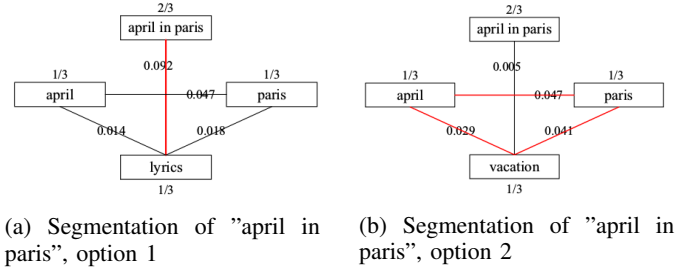 2/3
april in paris
0.092
1/3
1/3
april
0.047
paris
0.014
0.018
lyrics
1/3
(a) Segmentation of ”april in
paris”, option 1
2/3
april in paris
0.005
1/3
1/3
april
0.047
paris
0.029
0.041
vacation
1/3
(b) Segmentation of ”april in
paris”, option 2